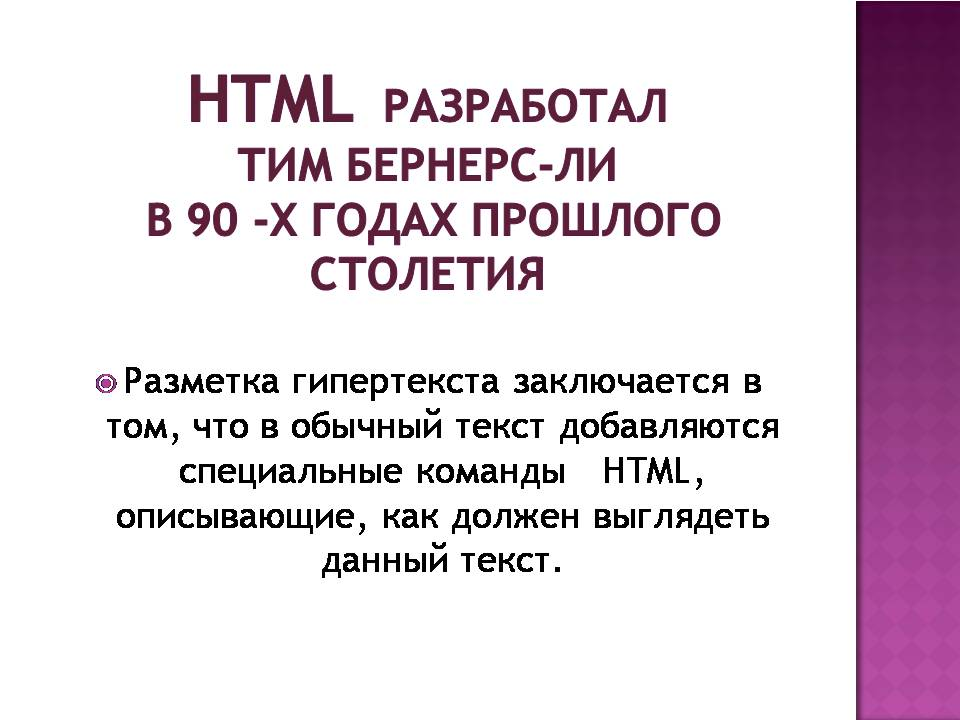 HTML РАЗРАБОТАЛ
ТИМ БЕРНЕРС-ЛИ
В 90 -Х ГОДАХ ПРОШЛОГО
СТОЛЕТИЯ
Разметка гипертекста заключается в
том, что в обычный текст добавляются
специальные команды HTML,
описывающие, как должен выглядеть
данный текст.